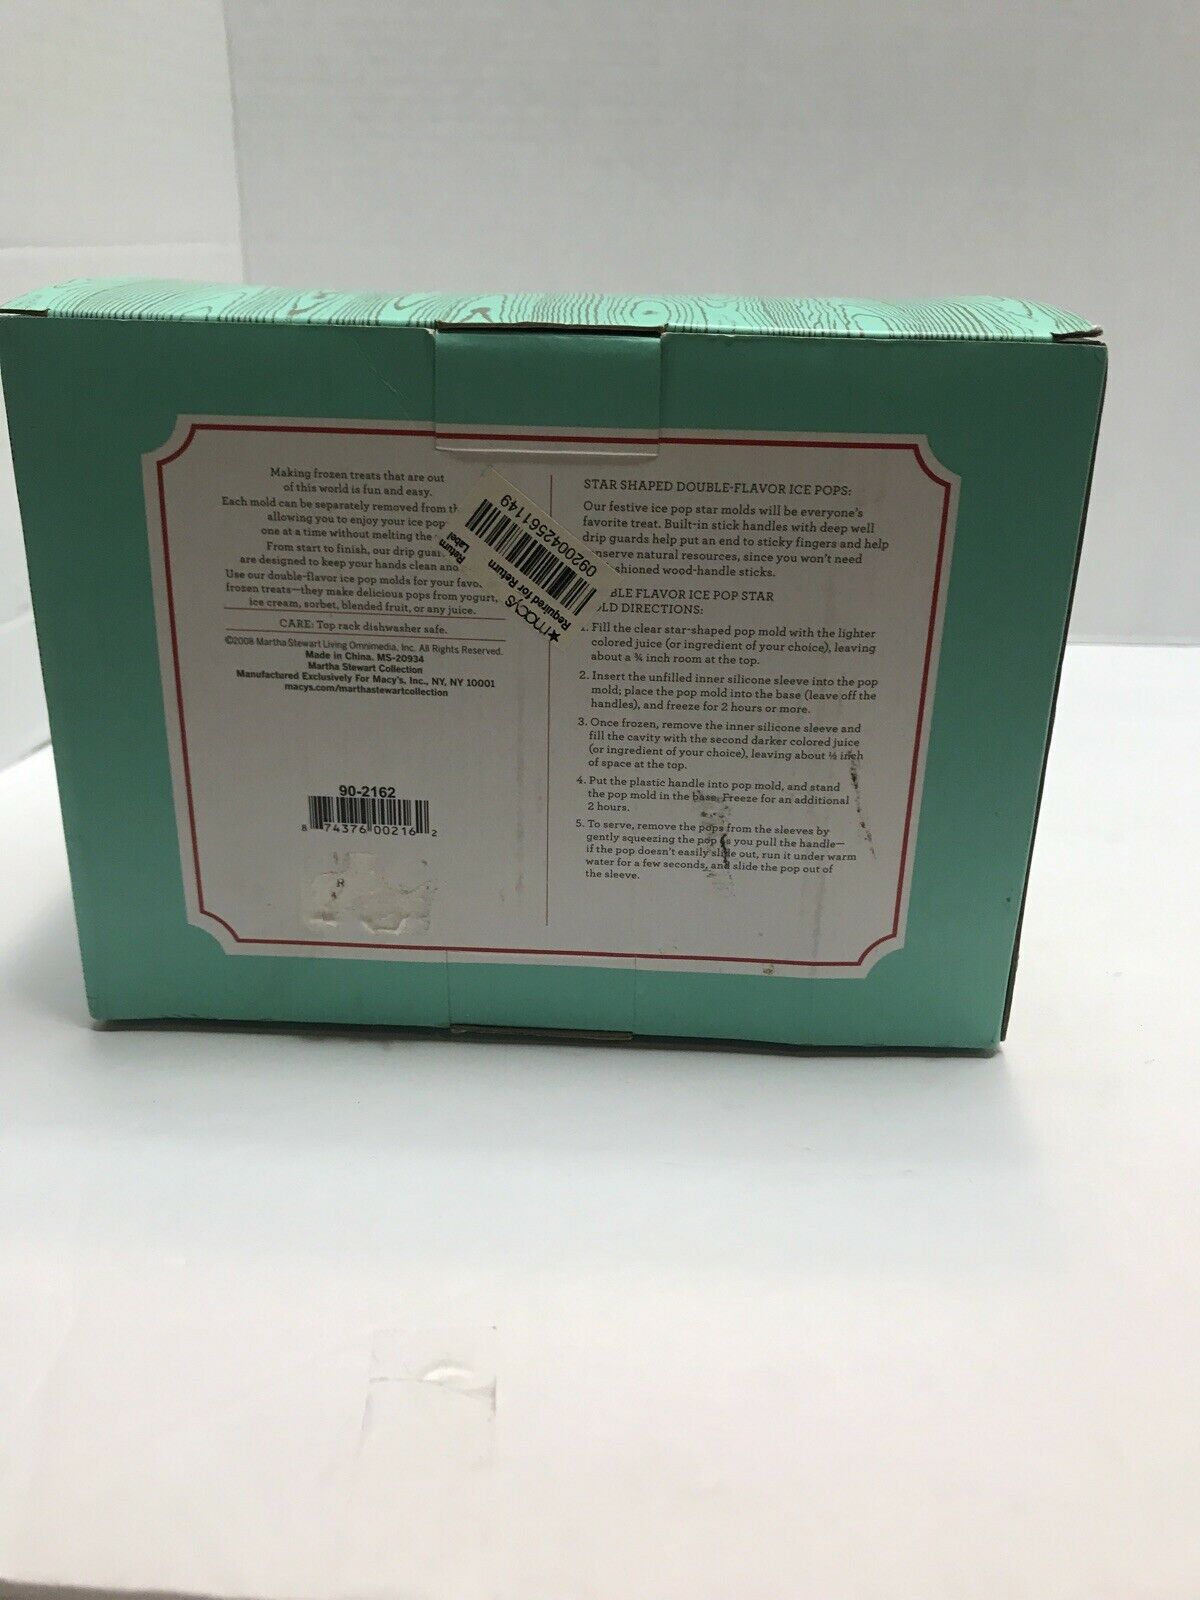 Making frozen treats that are out
of this world is fun and easy.
Each mold can be separately removed from
allowing you to enjoy your ice pop
one at a time without melting the
From start to finish, our drip
are designed to keep your hands clean
Use our double-flavor ice pop molds for your
frozen treats—they make delicious pops from yogurt,
ice cream, sorbet, blended fruit, or any juice.
CARE: Top rack dishwasher safe.
©2008 Martha Stewart Living Omnimedia, Inc. All Rights Reserved.
Made in China. MS-20934
Martha Stewart Collection
Manufactured Exclusively For Macy's, Inc., NY, NY 10001
macys.com/marthastewartcollection
90-2162
8 74376 00216 2
R
0920042561149
Return
Label
Required for Return
★macys
STAR SHAPED DOUBLE-FLAVOR ICE POPS:
Our festive ice pop star molds will be everyone's
favorite treat. Built-in stick handles with deep well
drip guards help put an end to sticky fingers and help
conserve natural resources, since you won't need
shioned wood-handle sticks.
BLE FLAVOR ICE POP STAR
OLD DIRECTIONS:
1. Fill the clear star-shaped pop mold with the lighter
colored juice (or ingredient of your choice), leaving
about a ¾ inch room at the top.
2. Insert the unfilled inner silicone sleeve into the pop
mold; place the pop mold into the base (leave off the
handles), and freeze for 2 hours or more.
3. Once frozen, remove the inner silicone sleeve and
fill the cavity with the second darker colored juice
(or ingredient of your choice), leaving about ½ inch
of space at the top.
4. Put the plastic handle into pop mold, and stand
the pop mold in the base. Freeze for an additional
2 hours.
5. To serve, remove the pops from the sleeves by
gently squeezing the pop as you pull the handle—
if the pop doesn't easily slide out, run it under warm
water for a few seconds, and slide the pop out of
the sleeve.